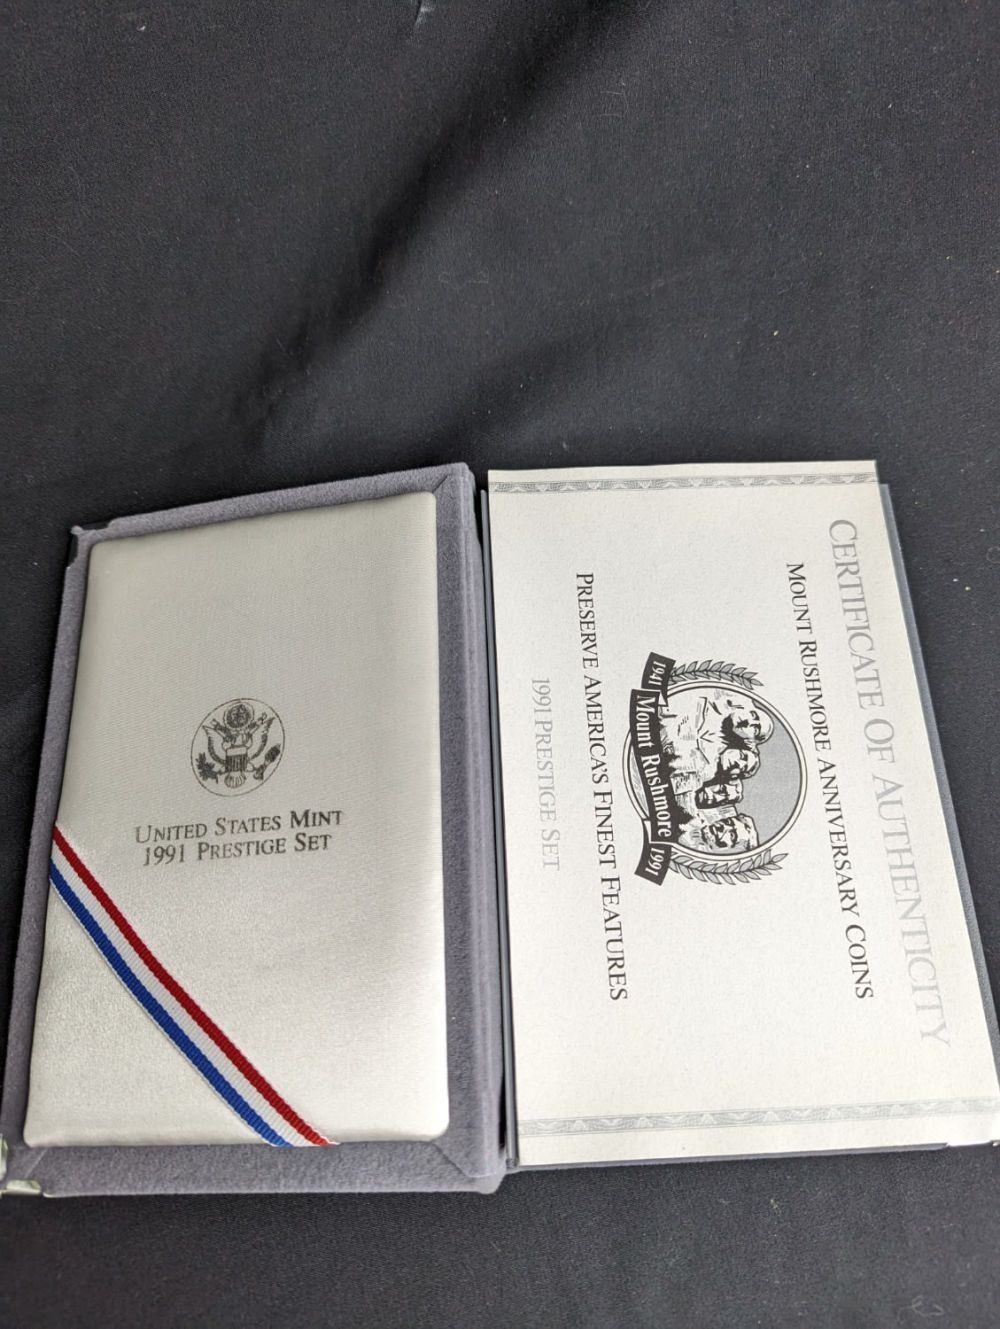 UNITED STATES MINT
1991 PRESTIGE SET
CERTIFICATE OF AUTHENTICITY
MOUNT RUSHMORE ANNIVERSARY COINS
1941 Mount Rushmore 1991
PRESERVE AMERICA'S FINEST FEATURES
1991 PRESTIGE SET